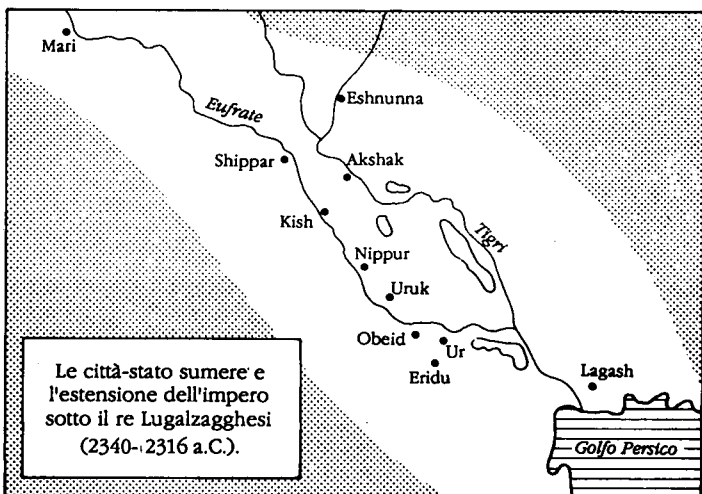 Mari
Eufrate
Eshnunna
Shippar
Akshak
Kish
Tigri
Nippur
Uruk
Obeid
Ur
Eridu
Lagash
Golfo Persico
Le città-stato sumere e
l'estensione dell'impero
sotto il re Lugalzagghesi
(2340-2316 a.C.).